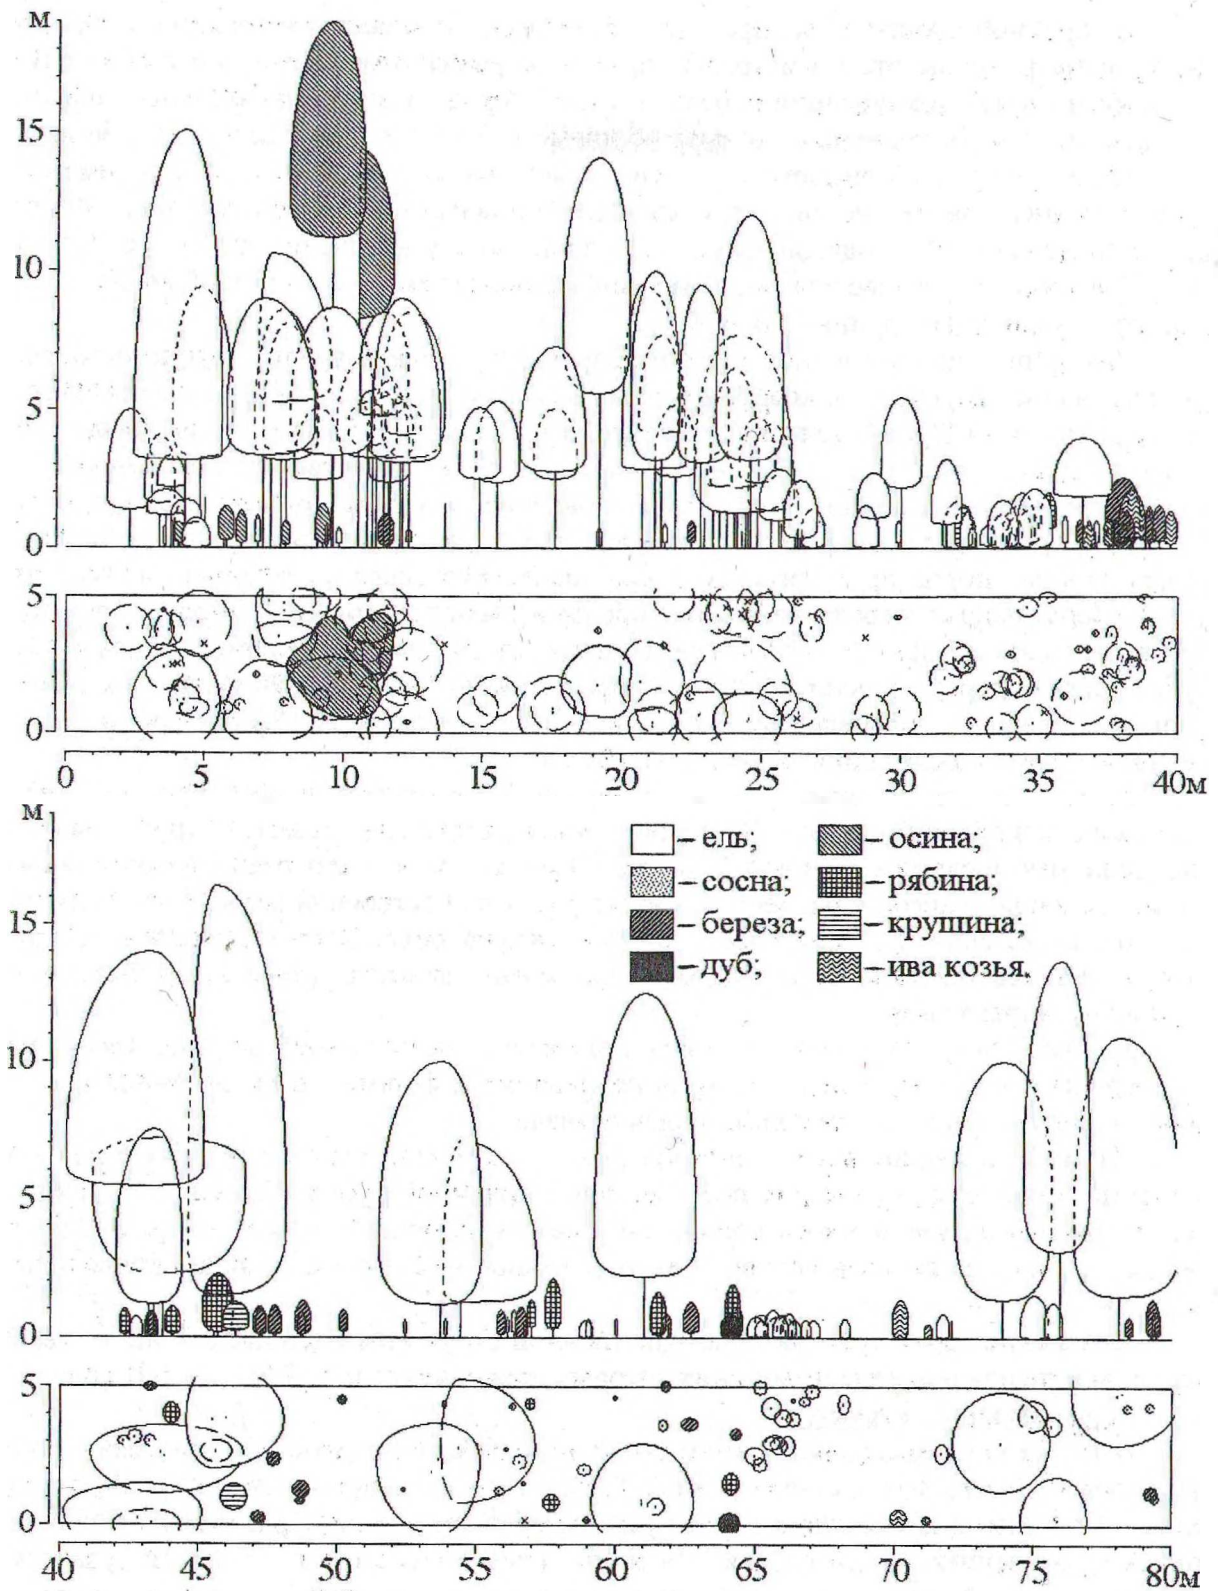 м
15
10
5
0
5
0
0 5 10 15 20 25 30 35 40м
м
– ель; – осина;
– сосна; – рябина;
– береза; – крушина;
– дуб; – ива козья.
15
10
5
0
5
0
40 45 50 55 60 65 70 75 80м